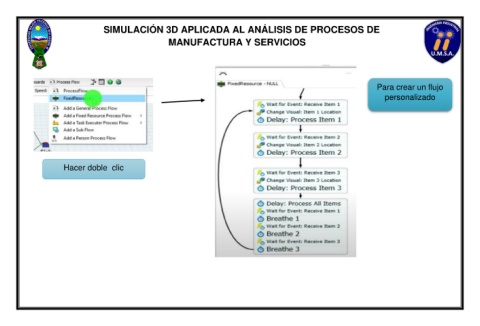 SIMULACIÓN 3D APLICADA AL ANÁLISIS DE PROCESOS DE
MANUFACTURA Y SERVICIOS
U.M.S.A.
Process Flow
Speed:
ProcessFlow
FixedResource
Add a General Process Flow
Add a Fixed Resource Process Flow
Add a Task Executer Process Flow
Add a Sub Flow
Add a Person Process Flow
Hacer doble clic
FixedResource - NULL
Wait for Event: Receive Item 1
Change Visual: Item 1 Location
Delay: Process Item 1
Wait for Event: Receive Item 2
Change Visual: Item 2 Location
Delay: Process Item 2
Wait for Event: Receive Item 3
Change Visual: Item 3 Location
Delay: Process Item 3
Delay: Process All Items
Wait for Event: Receive Item 1
Breathe 1
Wait for Event: Receive Item 2
Breathe 2
Wait for Event: Receive Item 3
Breathe 3
Para crear un flujo
personalizado